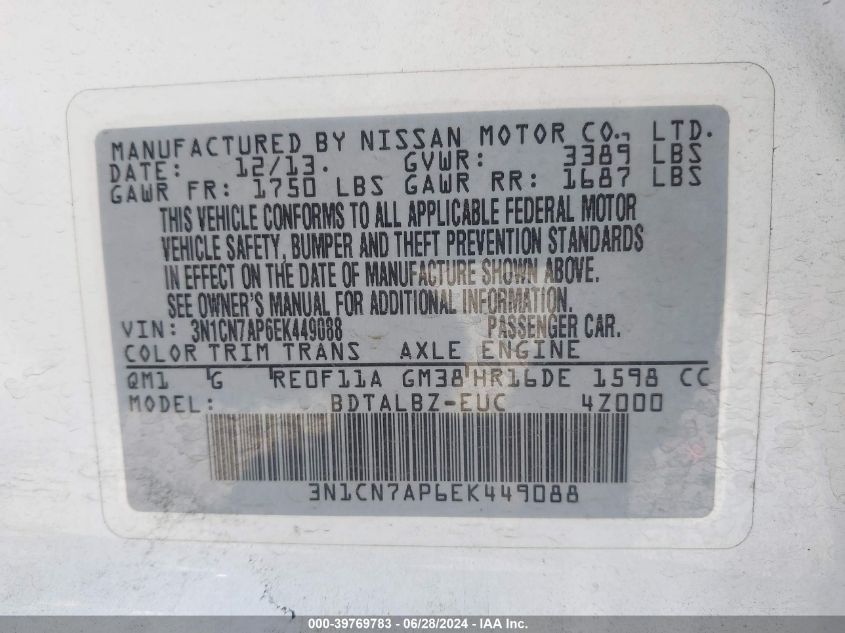 MANUFACTURED BY NISSAN MOTOR CO., LTD.
DATE: 12/13. GVWR: 3389 LBS
GAWR FR: 1750 LBS GAWR RR: 1687 LBS
THIS VEHICLE CONFORMS TO ALL APPLICABLE FEDERAL MOTOR
VEHICLE SAFETY, BUMPER AND THEFT PREVENTION STANDARDS
IN EFFECT ON THE DATE OF MANUFACTURE SHOWN ABOVE.
SEE OWNER'S MANUAL FOR ADDITIONAL INFORMATION.
VIN: 3N1CN7AP6EK449088 PASSENGER CAR.
COLOR TRIM TRANS AXLE ENGINE
QM1 G RE0F11A GM38 HR16DE 1598 CC
MODEL: BDTALBZ-EUC 4Z000
3N1CN7AP6EK449088
000-39769783 - 06/28/2024 - IAAI Inc.